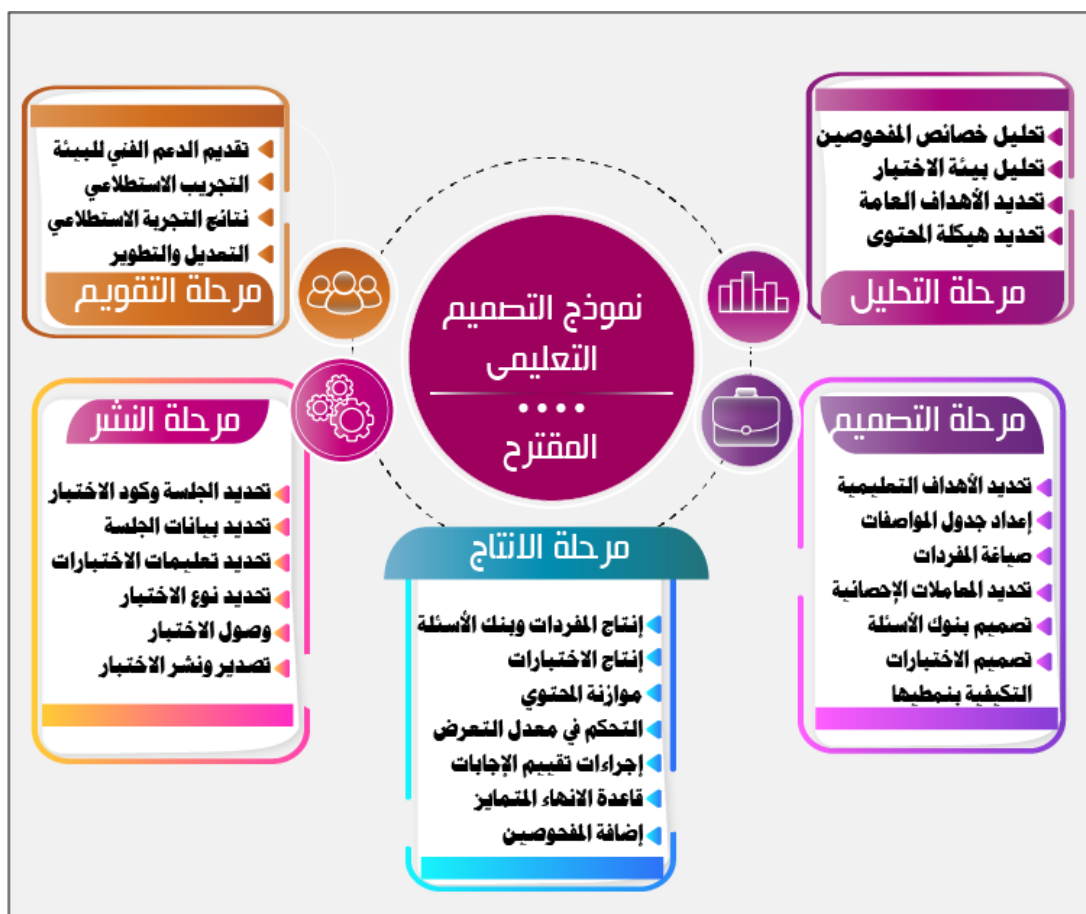 نموذج التصميم
التعليمى
المقترح
تحليل خصائص المفحوصين
تحليل بيئة الاختبار
تحديد الأهداف العامة
تحديد هيكلة المحتوى
مرحلة التحليل
مرحلة التصميم
تحديد الأهداف التعليمية
إعداد جدول المواصفات
صياغة المفردات
تحديد المعاملات الإحصائية
تصميم بنوك الأسئلة
تصميم الاختبارات
التكيفية بنمطيها
مرحلة الانتاج
إنتاج المفردات وبنك الأسئلة
إنتاج الاختبارات
موازنة المحتوي
التحكم في معدل التعرض
إجراءات تقييم الإجابات
قاعدة الانهاء المتمايز
إضافة المفحوصين
مرحلة النشر
تحديد الجلسة وكود الاختبار
تحديد بيانات الجلسة
تحديد تعليمات الاختبارات
تحديد نوع الاختبار
وصول الاختبار
تصدير ونشر الاختبار
تقديم الدعم الفني للبيئة
التجريب الاستطلاعي
نتائج التجربة الاستطلاعي
التعديل والتطوير
مرحلة التقويم